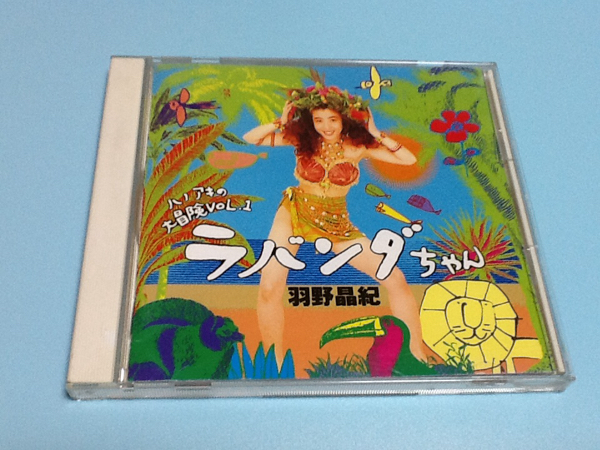 ハノアキの
大冒険VOL.1
ラバンダちゃん
羽野晶紀